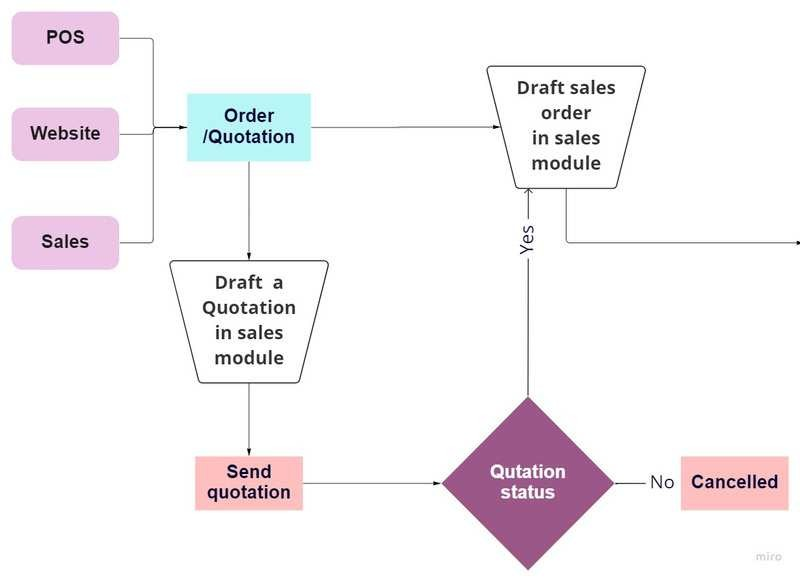 POS
Website
Sales
Order
/Quotation
Draft a
Quotation
in sales
module
Send
quotation
Draft sales
order
in sales
module
Yes
Qutation
status
No
Cancelled
miro